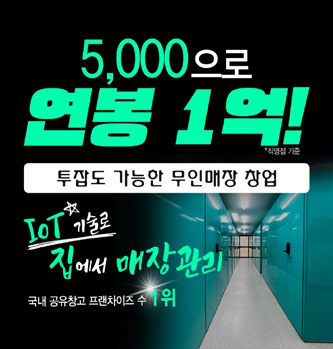 5,000으로
연봉 1억!
*직영점 기준
투잡도 가능한 무인매장 창업
IoT 기술로
집에서 매장관리
국내 공유창고 프랜차이즈 수 1위